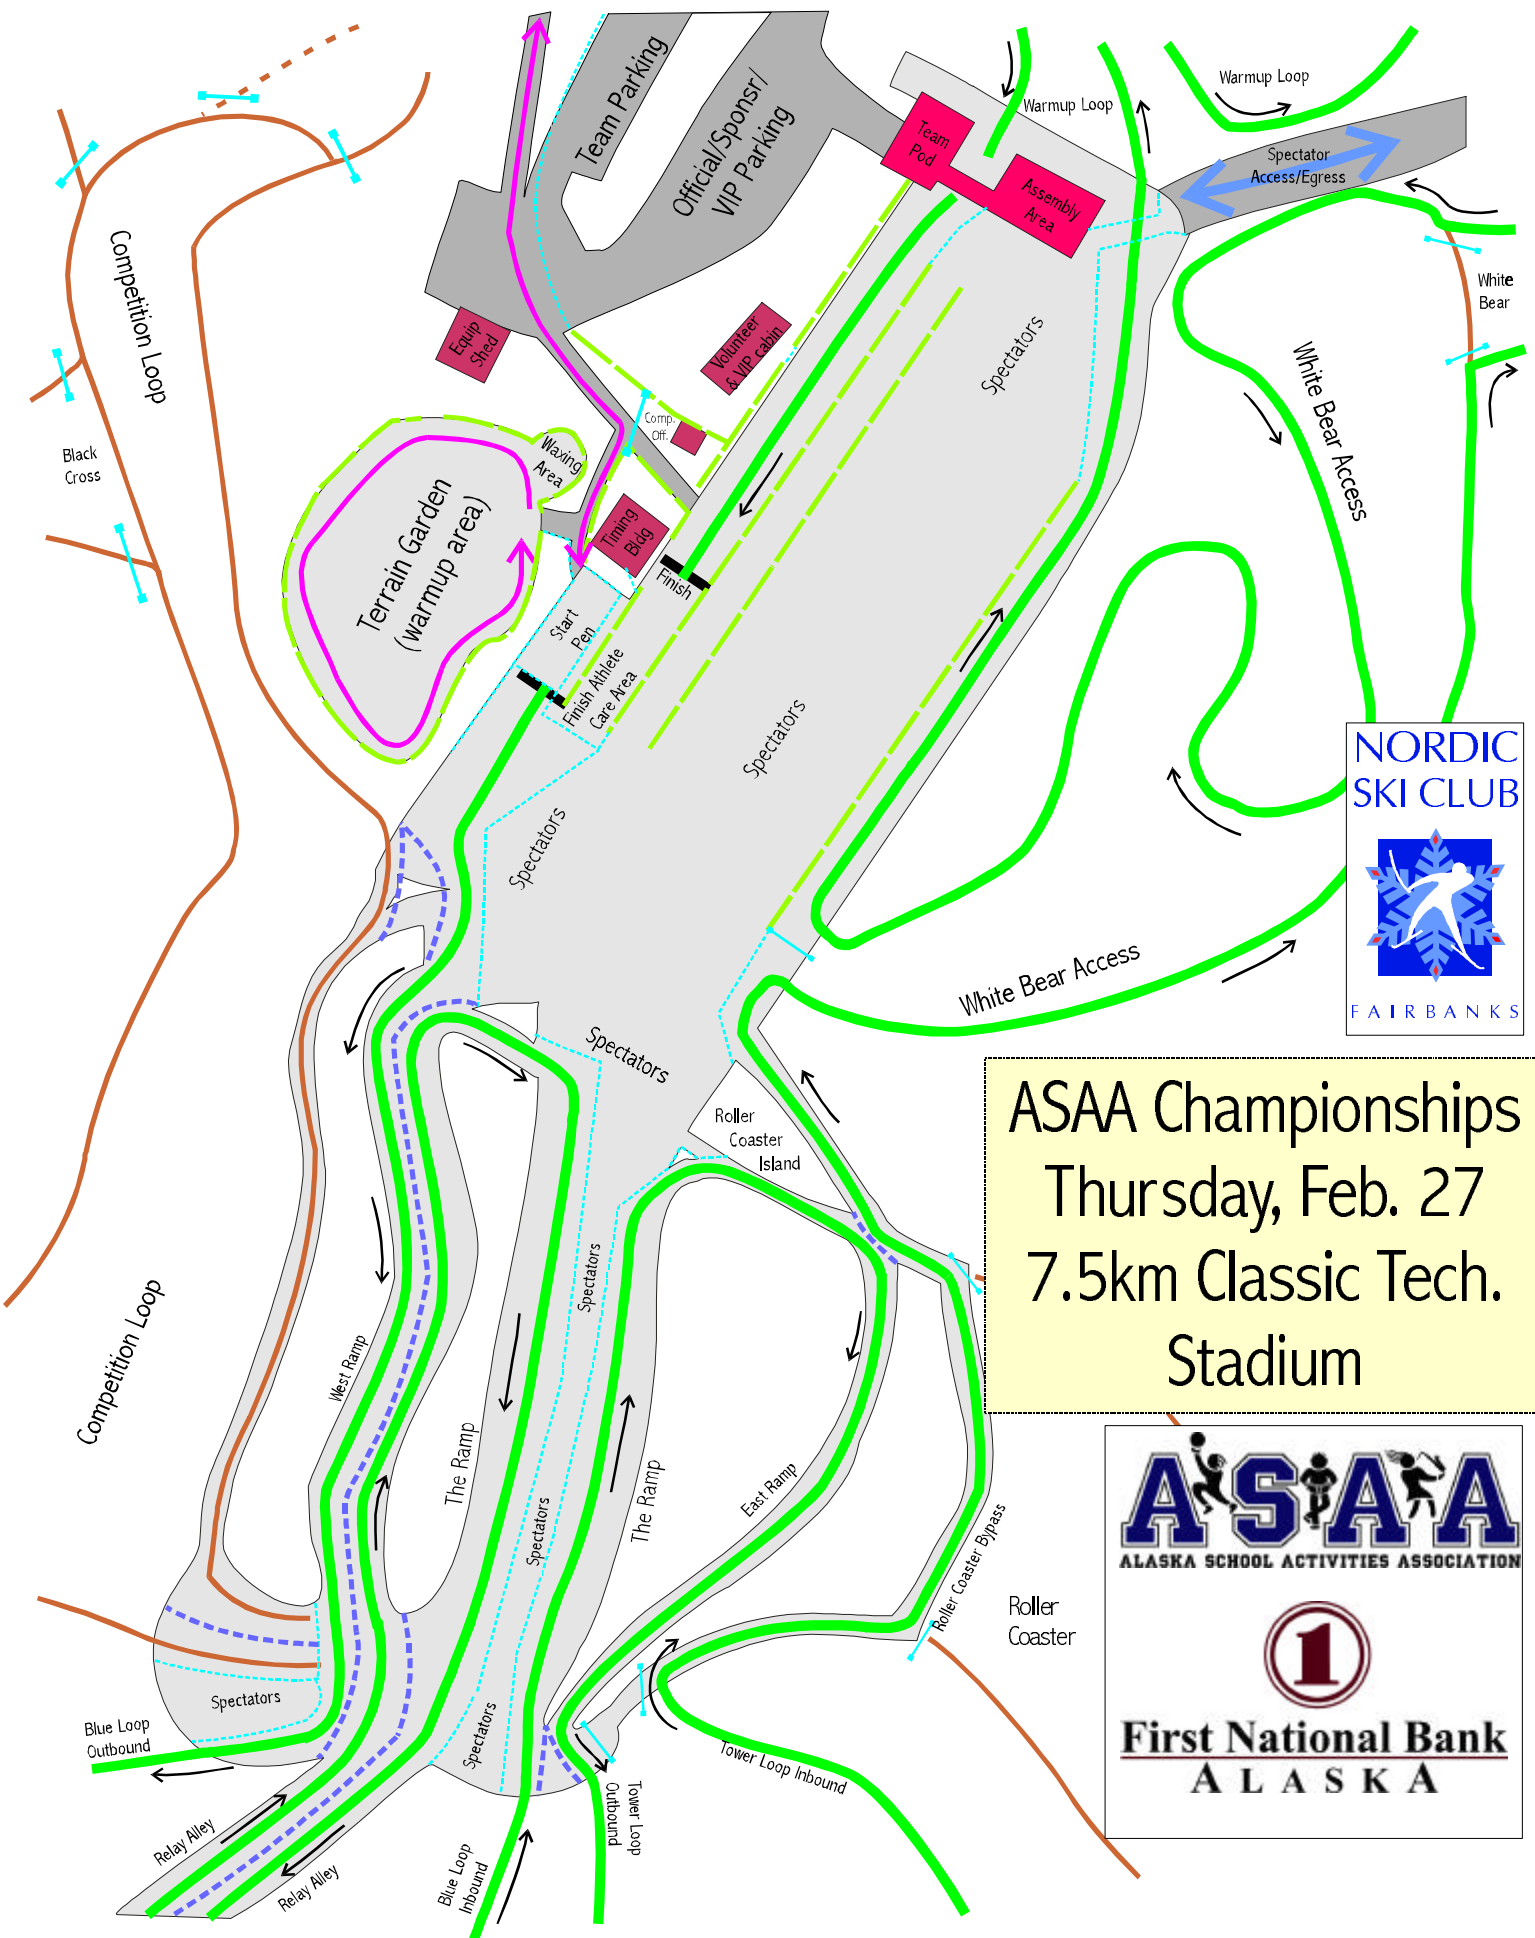 Team Parking
Official/Sponsr/
VIP Parking
Team
Pod
Assembly
Area
Warmup Loop
Warmup Loop
Spectator
Access/Egress
White
Bear
Competition Loop
Equip
Shed
Volunteer
& VIP cabin
Comp.
Off.
Spectators
White Bear Access
Black
Cross
Waxing
Area
Terrain Garden
(warmup area)
Timing
Bldg
Finish
Start
Pen
Finish Athlete
Care Area
Spectators
Spectators
NORDIC
SKI CLUB
FAIRBANKS
White Bear Access
Spectators
Roller
Coaster
Island
ASAA Championships
Thursday, Feb. 27
7.5km Classic Tech.
Stadium
Competition Loop
West Ramp
Spectators
The Ramp
The Ramp
Spectators
East Ramp
Roller Coaster Bypass
Roller
Coaster
ASAA
ALASKA SCHOOL ACTIVITIES ASSOCIATION
1
First National Bank
ALASKA
Spectators
Blue Loop
Outbound
Spectators
Tower Loop Inbound
Tower Loop
Outbound
Relay Alley
Relay Alley
Blue Loop
Inbound